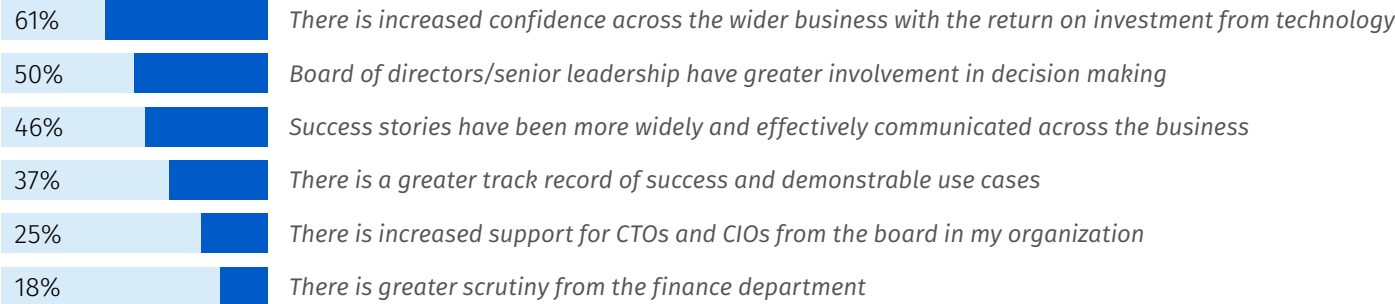 61% There is increased confidence across the wider business with the return on investment from technology
50% Board of directors/senior leadership have greater involvement in decision making
46% Success stories have been more widely and effectively communicated across the business
37% There is a greater track record of success and demonstrable use cases
25% There is increased support for CTOs and CIOs from the board in my organization
18% There is greater scrutiny from the finance department